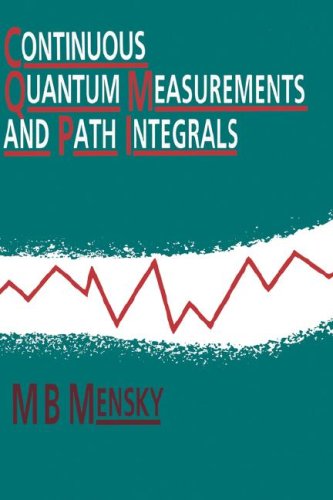 CONTINUOUS
QUANTUM MEASUREMENTS
AND PATH INTEGRALS
M B MENSKY